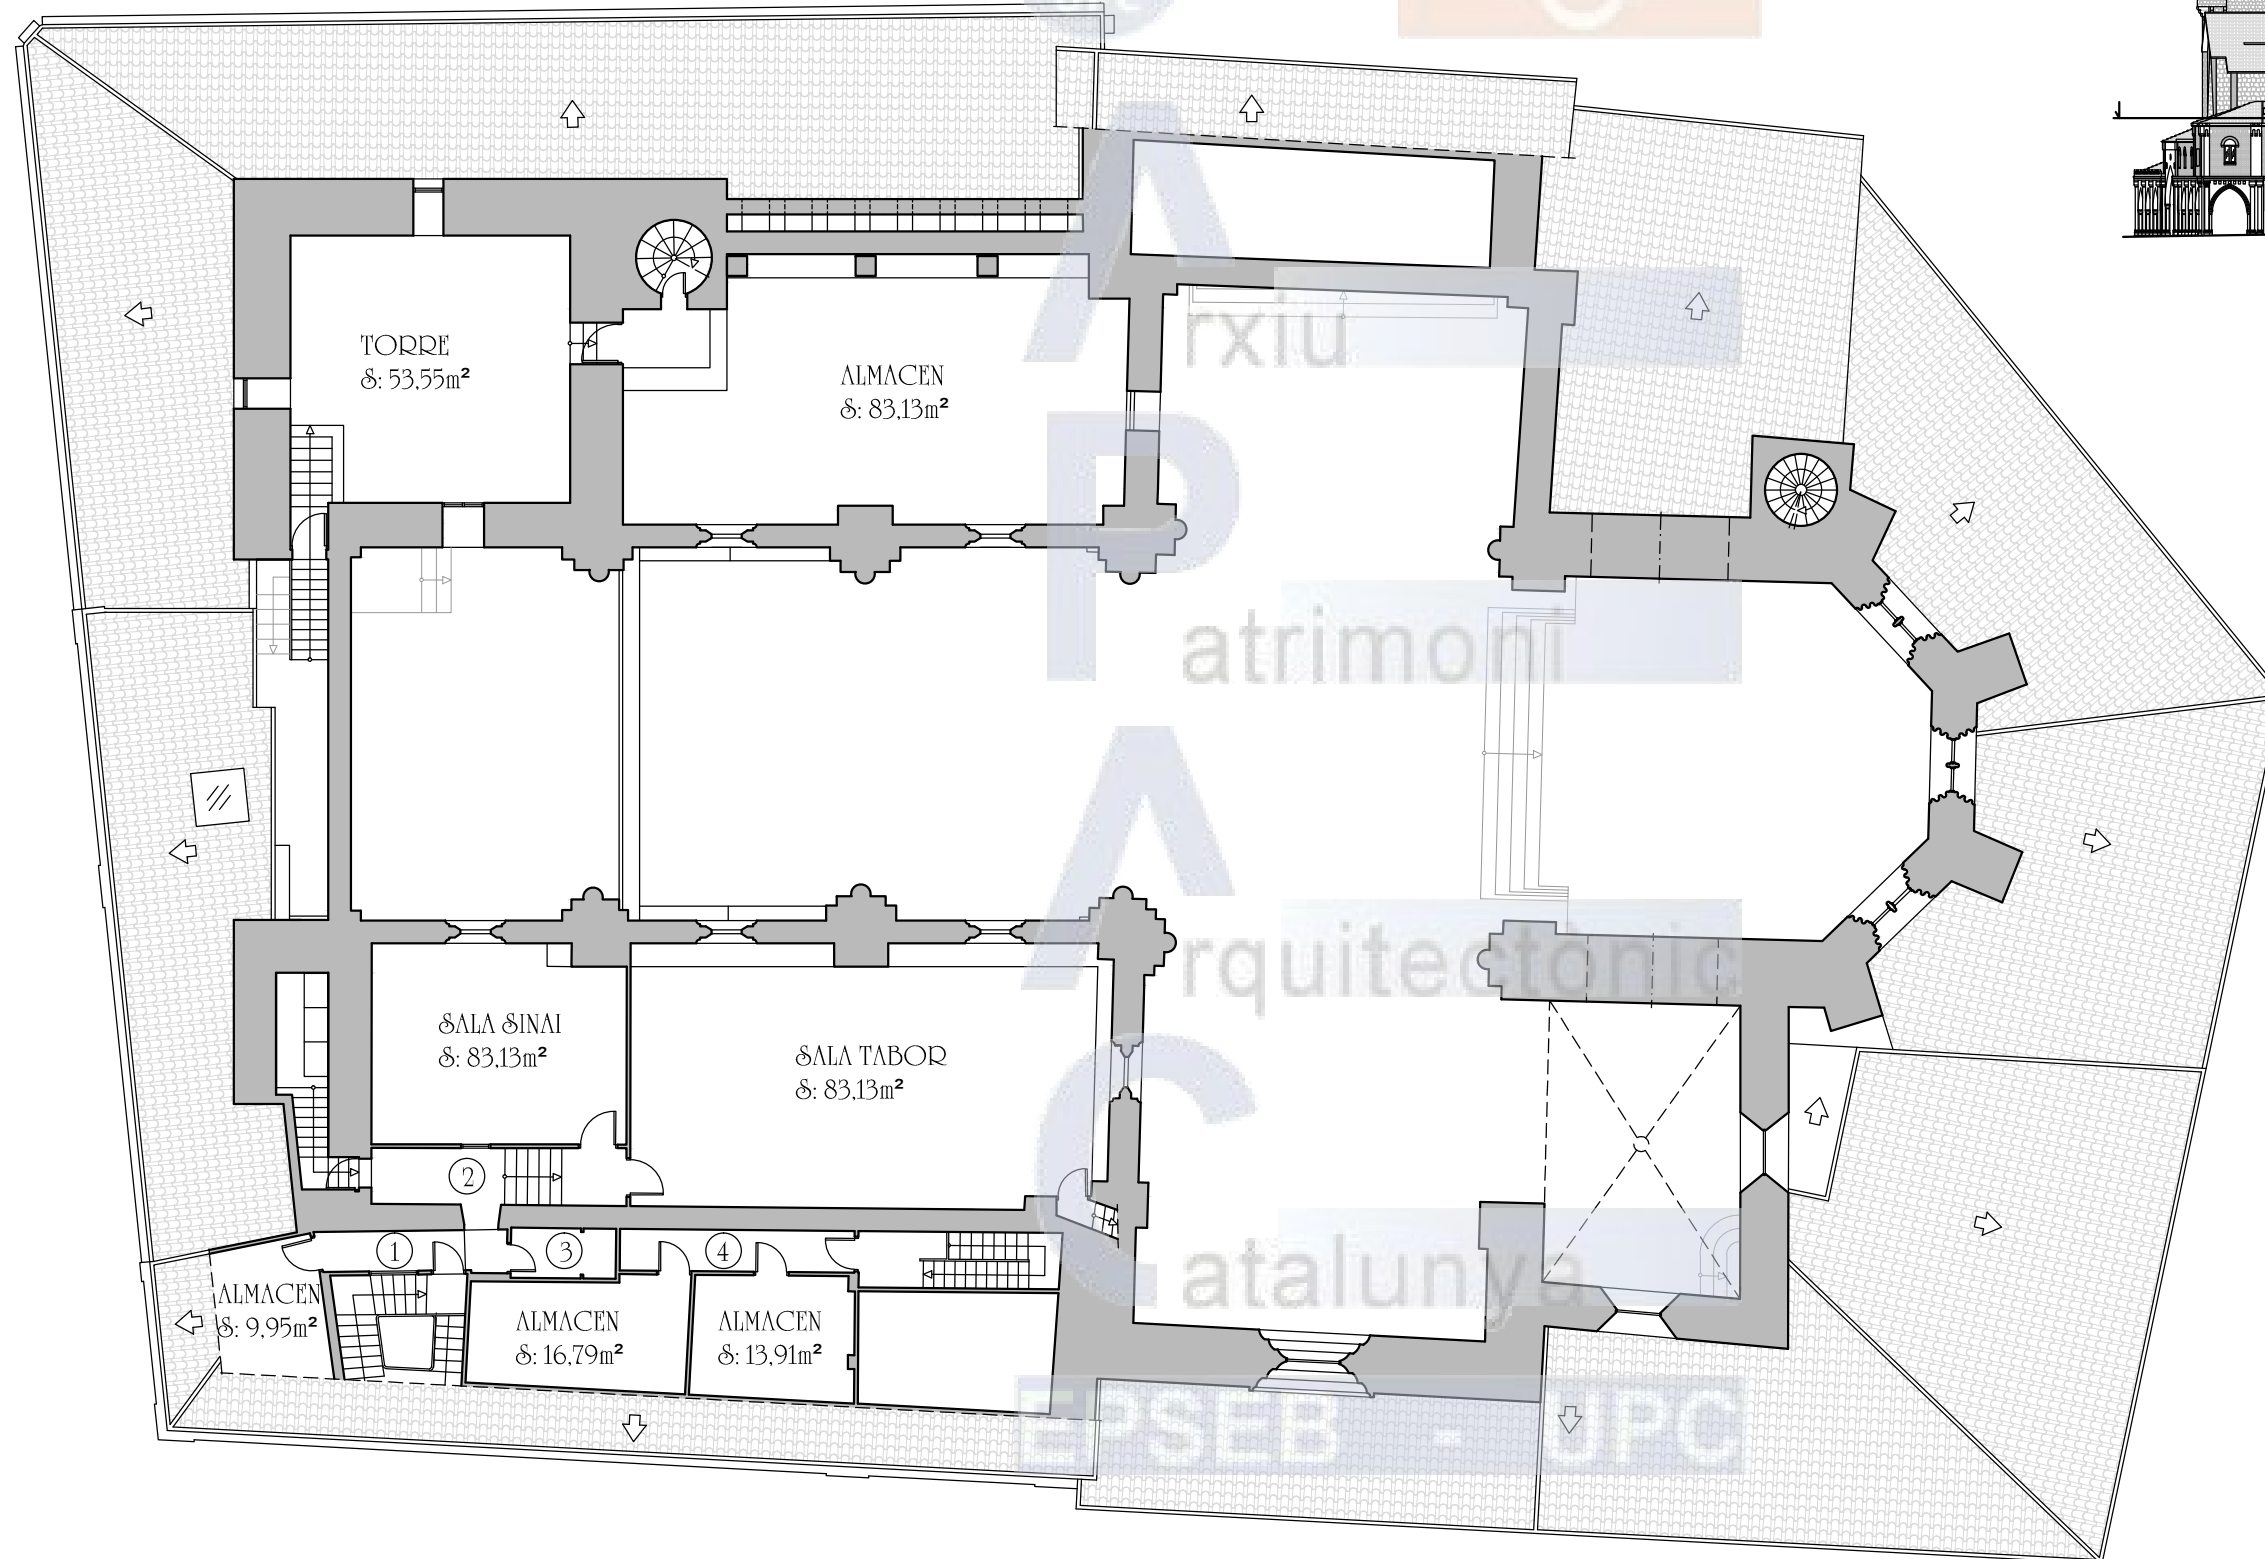 TORRE
S: 53,55m²
ALMACEN
S: 83,13m²
Arxiu
Patrimoni
Arquitectònic
Catalunya
EPSEB - UPC
SALA SINAI
S: 83,13m²
SALA TABOR
S: 83,13m²
2
1
3
4
ALMACEN
S: 9,95m²
ALMACEN
S: 16,79m²
ALMACEN
S: 13,91m²